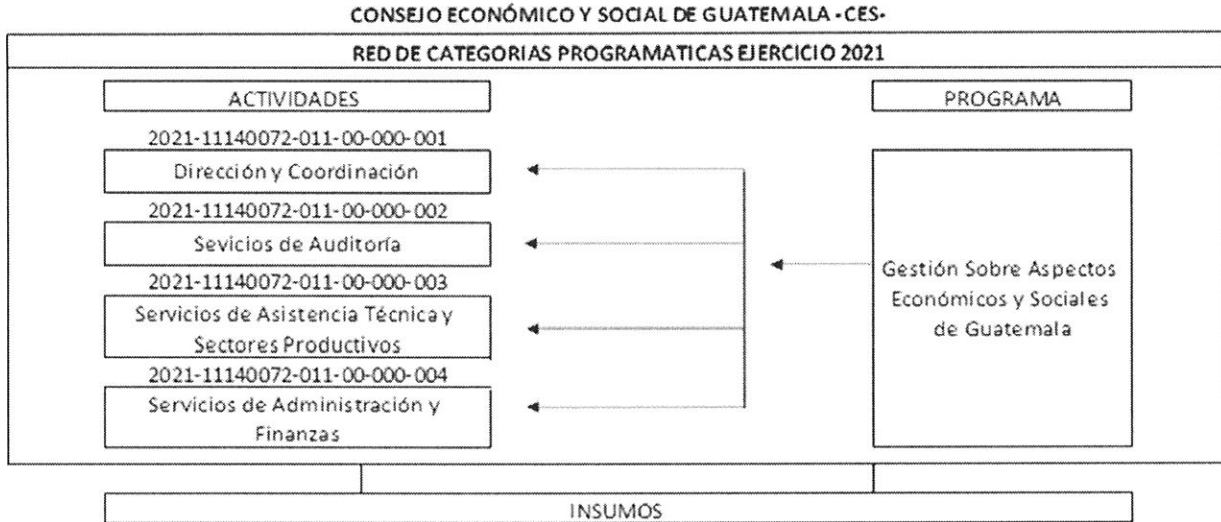 CONSEJO ECONÓMICO Y SOCIAL DE GUATEMALA -CES-
RED DE CATEGORIAS PROGRAMATICAS EJERCICIO 2021
ACTIVIDADES
PROGRAMA
2021-11140072-011-00-000-001
Dirección y Coordinación
2021-11140072-011-00-000-002
Sevicios de Auditoría
2021-11140072-011-00-000-003
Servicios de Asistencia Técnica y
Sectores Productivos
2021-11140072-011-00-000-004
Servicios de Administración y
Finanzas
Gestión Sobre Aspectos
Económicos y Sociales
de Guatemala
INSUMOS